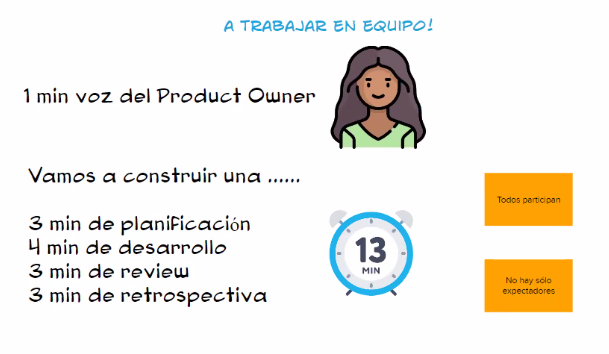 A TRABAJAR EN EQUIPO!
1 min voz del Product Owner
Vamos a construir una ......
3 min de planificación
4 min de desarrollo
3 min de review
3 min de retrospectiva
13
MIN
Todos participan
No hay sólo
expectadores